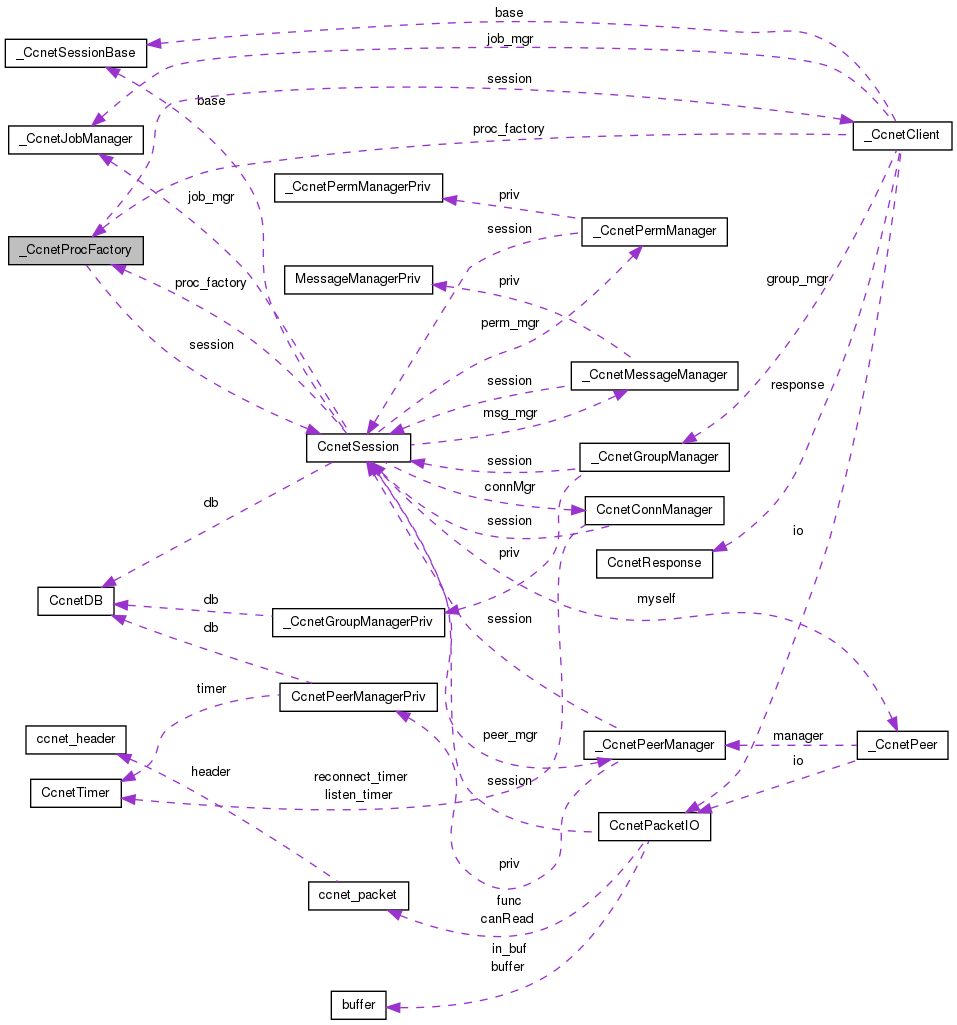 base
job_mgr
_CcnetSessionBase
session
base
proc_factory
_CcnetClient
_CcnetJobManager
_CcnetPermManagerPriv
priv
job_mgr
session
_CcnetPermManager
_CcnetProcFactory
MessageManagerPriv
priv
group_mgr
proc_factory
perm_mgr
session
session
_CcnetMessageManager
response
msg_mgr
CcnetSession
session
_CcnetGroupManager
connMgr
db
session
CcnetConnManager
io
priv
CcnetResponse
CcnetDB
db
myself
db
_CcnetGroupManagerPriv
session
timer
CcnetPeerManagerPriv
ccnet_header
peer_mgr
_CcnetPeerManager
manager
_CcnetPeer
header
reconnect_timer
listen_timer
session
io
CcnetTimer
CcnetPacketIO
priv
ccnet_packet
func
canRead
in_buf
buffer
buffer